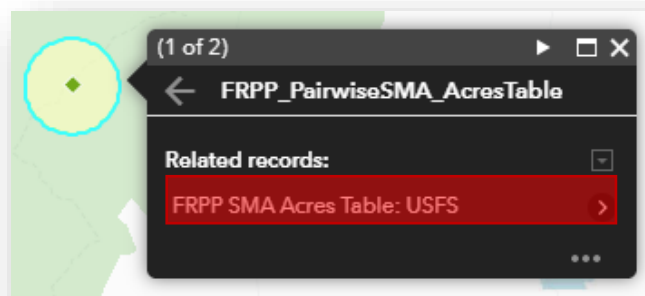 (1 of 2)
FRPP_PairwiseSMA_AcresTable
Related records:
FRPP SMA Acres Table: USFS